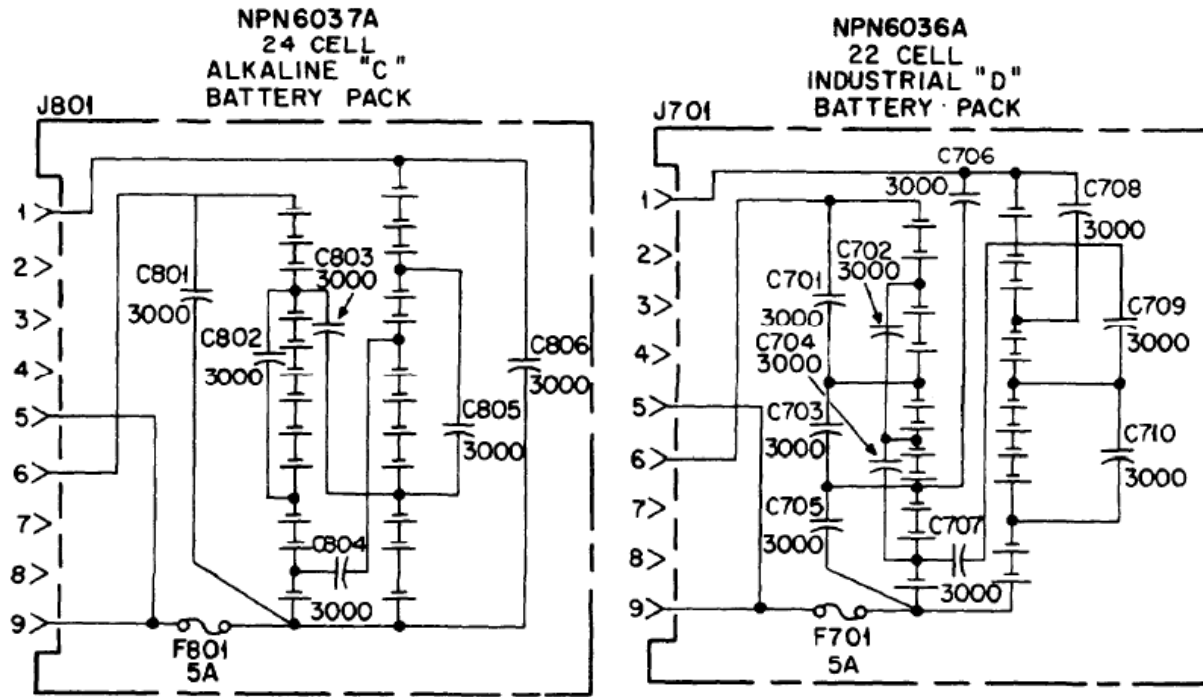 NPN6037A
24 CELL
ALKALINE "C"
BATTERY PACK
J801
1
2
3
4
5
6
7
8
9
C801
3000
C802
3000
C803
3000
C804
3000
C805
3000
C806
3000
F801
5A
NPN6036A
22 CELL
INDUSTRIAL "D"
BATTERY PACK
J701
1
2
3
4
5
6
7
8
9
C706
3000
C708
3000
C702
3000
C701
3000
C704
3000
C709
3000
C703
3000
C710
3000
C705
3000
C707
3000
F701
5A